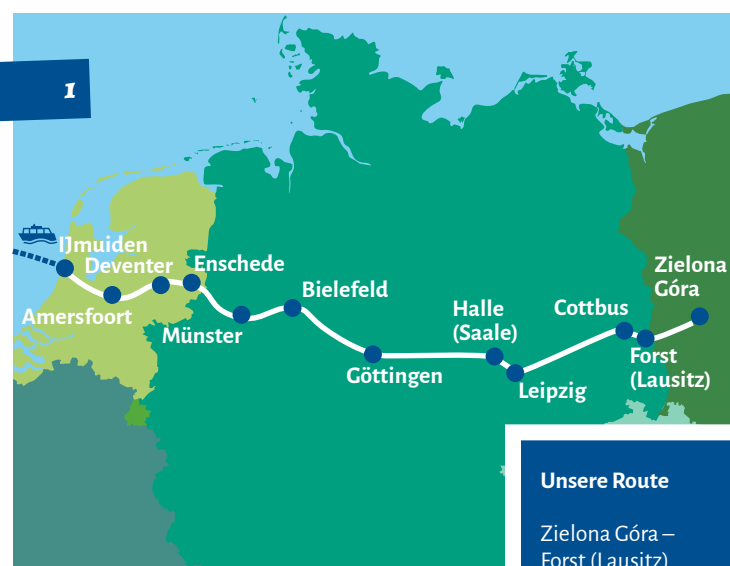 1
IJmuiden
Deventer
Enschede
Amersfoort
Münster
Bielefeld
Göttingen
Halle
(Saale)
Leipzig
Cottbus
Forst
(Lausitz)
Zielona
Góra
Unsere Route
Zielona Góra –
Forst (Lausitz)